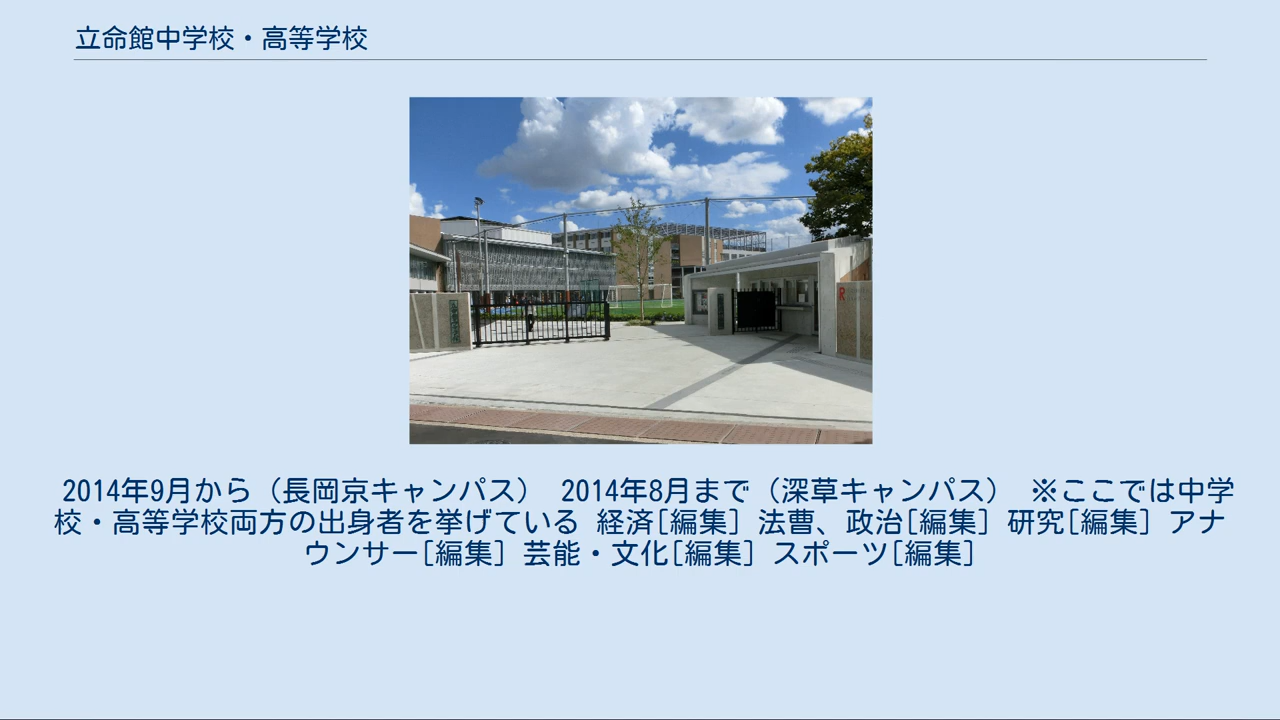 立命館中学校・高等学校
R
2014年9月から（長岡京キャンパス） 2014年8月まで（深草キャンパス） ※ここでは中学
校・高等学校両方の出身者を挙げている 経済[編集] 法曹、政治[編集] 研究[編集] アナ
ウンサー[編集] 芸能・文化[編集] スポーツ[編集]